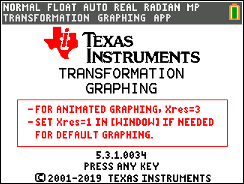 NORMAL FLOAT AUTO REAL RADIAN MP
TRANSFORMATION GRAPHING APP
TEXAS
INSTRUMENTS
TRANSFORMATION
GRAPHING
-FOR ANIMATED GRAPHING, Xres=3
-SET Xres=1 IN [WINDOW] IF NEEDED
FOR DEFAULT GRAPHING.
5.3.1.0034
PRESS ANY KEY
©2001-2019 TEXAS INSTRUMENTS